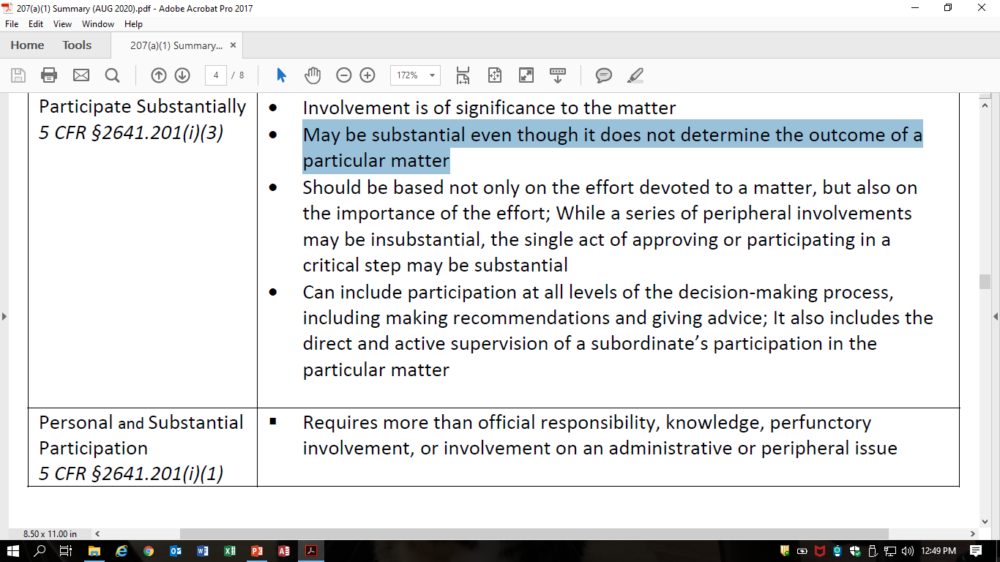 207(a)(1) Summary (AUG 2020).pdf - Adobe Acrobat Pro 2017
File Edit View Window Help
Home Tools 207(a)(1) Summary... ×
4 / 8 172%
Participate Substantially
5 CFR §2641.201(i)(3)
• Involvement is of significance to the matter
• May be substantial even though it does not determine the outcome of a
particular matter
• Should be based not only on the effort devoted to a matter, but also on
the importance of the effort; While a series of peripheral involvements
may be insubstantial, the single act of approving or participating in a
critical step may be substantial
• Can include participation at all levels of the decision-making process,
including making recommendations and giving advice; It also includes the
direct and active supervision of a subordinate’s participation in the
particular matter
Personal and Substantial
Participation
5 CFR §2641.201(i)(1)
▪ Requires more than official responsibility, knowledge, perfunctory
involvement, or involvement on an administrative or peripheral issue
8.50 x 11.00 in
12:49 PM